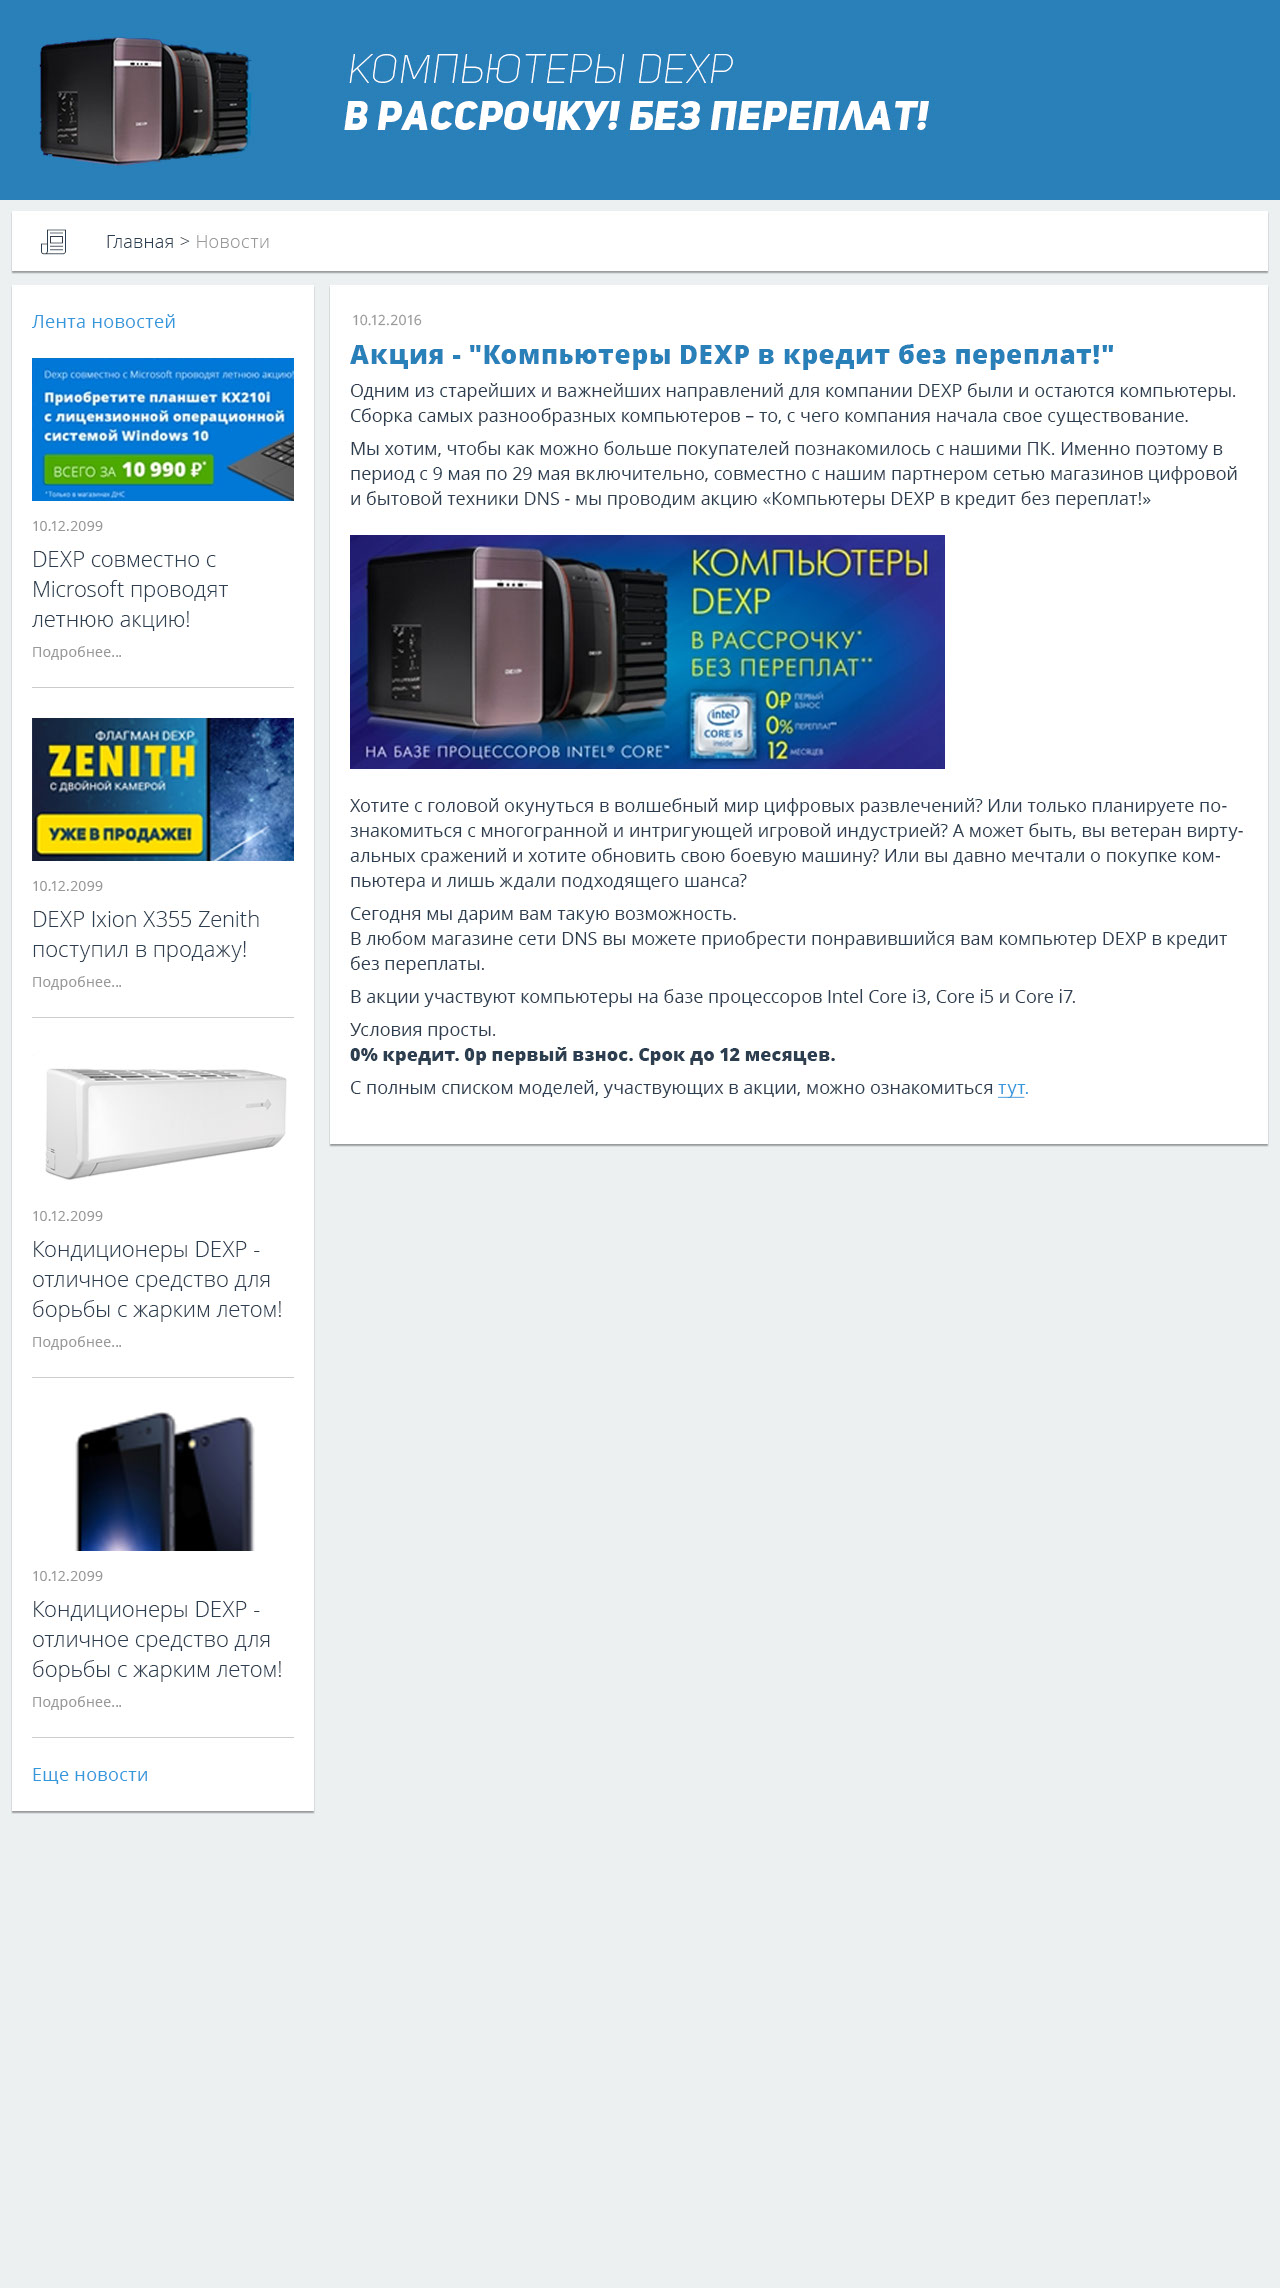 КОМПЬЮТЕРЫ DEXP
В РАССРОЧКУ! БЕЗ ПЕРЕПЛАТ!
Главная > Новости
Лента новостей
Dexp совместно с Microsoft проводят летнюю акцию!
Приобретите планшет KX210i
с лицензионной операционной
системой Windows 10
ВСЕГО ЗА 10 990 ₽*
*Только в магазинах ДНС
10.12.2099
DEXP совместно с
Microsoft проводят
летнюю акцию!
Подробнее...
ФЛАГМАН DEXP
ZENITH
С ДВОЙНОЙ КАМЕРОЙ
УЖЕ В ПРОДАЖЕ!
10.12.2099
DEXP Ixion X355 Zenith
поступил в продажу!
Подробнее...
10.12.2099
Кондиционеры DEXP -
отличное средство для
борьбы с жарким летом!
Подробнее...
10.12.2099
Кондиционеры DEXP -
отличное средство для
борьбы с жарким летом!
Подробнее...
Еще новости
10.12.2016
Акция - "Компьютеры DEXP в кредит без переплат!"
Одним из старейших и важнейших направлений для компании DEXP были и остаются компьютеры.
Сборка самых разнообразных компьютеров – то, с чего компания начала свое существование.
Мы хотим, чтобы как можно больше покупателей познакомилось с нашими ПК. Именно поэтому в
период с 9 мая по 29 мая включительно, совместно с нашим партнером сетью магазинов цифровой
и бытовой техники DNS - мы проводим акцию «Компьютеры DEXP в кредит без переплат!»
КОМПЬЮТЕРЫ
DEXP
В РАССРОЧКУ*
БЕЗ ПЕРЕПЛАТ**
intel
CORE i5
inside
0₽ ПЕРВЫЙ
ВЗНОС
0% ПЕРЕПЛАТ**
12 МЕСЯЦЕВ
НА БАЗЕ ПРОЦЕССОРОВ INTEL® CORE™
Хотите с головой окунуться в волшебный мир цифровых развлечений? Или только планируете по-
знакомиться с многогранной и интригующей игровой индустрией? А может быть, вы ветеран вирту-
альных сражений и хотите обновить свою боевую машину? Или вы давно мечтали о покупке ком-
пьютера и лишь ждали подходящего шанса?
Сегодня мы дарим вам такую возможность.
В любом магазине сети DNS вы можете приобрести понравившийся вам компьютер DEXP в кредит
без переплаты.
В акции участвуют компьютеры на базе процессоров Intel Core i3, Core i5 и Core i7.
Условия просты.
0% кредит. 0р первый взнос. Срок до 12 месяцев.
С полным списком моделей, участвующих в акции, можно ознакомиться тут.